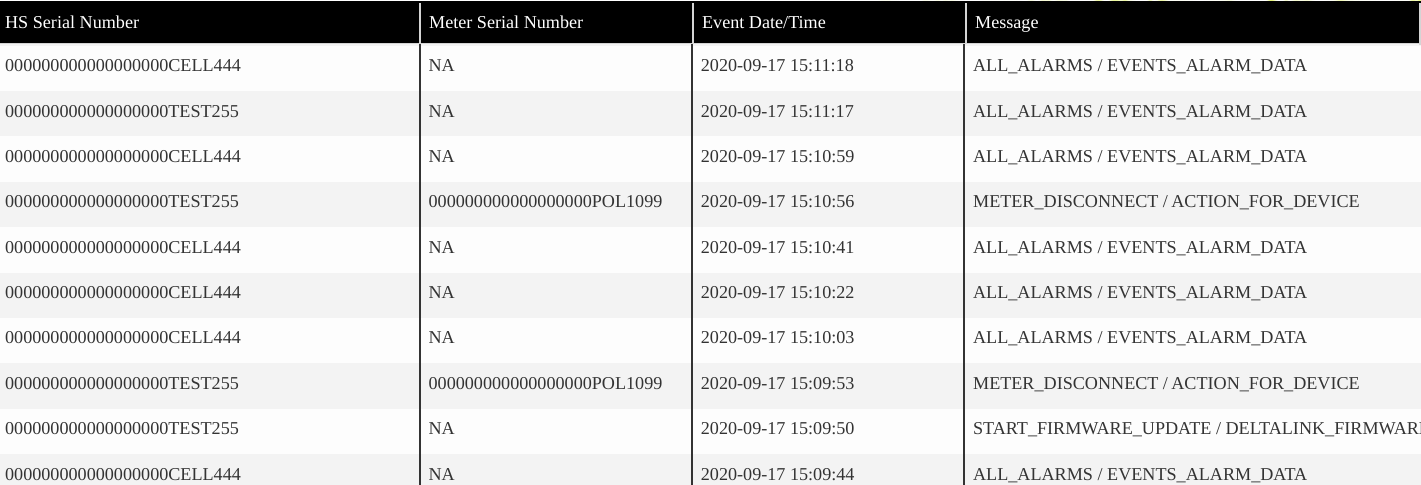 HS Serial Number Meter Serial Number Event Date/Time Message
000000000000000000CELL444 NA 2020-09-17 15:11:18 ALL_ALARMS / EVENTS_ALARM_DATA
000000000000000000TEST255 NA 2020-09-17 15:11:17 ALL_ALARMS / EVENTS_ALARM_DATA
000000000000000000CELL444 NA 2020-09-17 15:10:59 ALL_ALARMS / EVENTS_ALARM_DATA
000000000000000000TEST255 000000000000000000POL1099 2020-09-17 15:10:56 METER_DISCONNECT / ACTION_FOR_DEVICE
000000000000000000CELL444 NA 2020-09-17 15:10:41 ALL_ALARMS / EVENTS_ALARM_DATA
000000000000000000CELL444 NA 2020-09-17 15:10:22 ALL_ALARMS / EVENTS_ALARM_DATA
000000000000000000CELL444 NA 2020-09-17 15:10:03 ALL_ALARMS / EVENTS_ALARM_DATA
000000000000000000TEST255 000000000000000000POL1099 2020-09-17 15:09:53 METER_DISCONNECT / ACTION_FOR_DEVICE
000000000000000000TEST255 NA 2020-09-17 15:09:50 START_FIRMWARE_UPDATE / DELTALINK_FIRMWAR
000000000000000000CELL444 NA 2020-09-17 15:09:44 ALL_ALARMS / EVENTS_ALARM_DATA